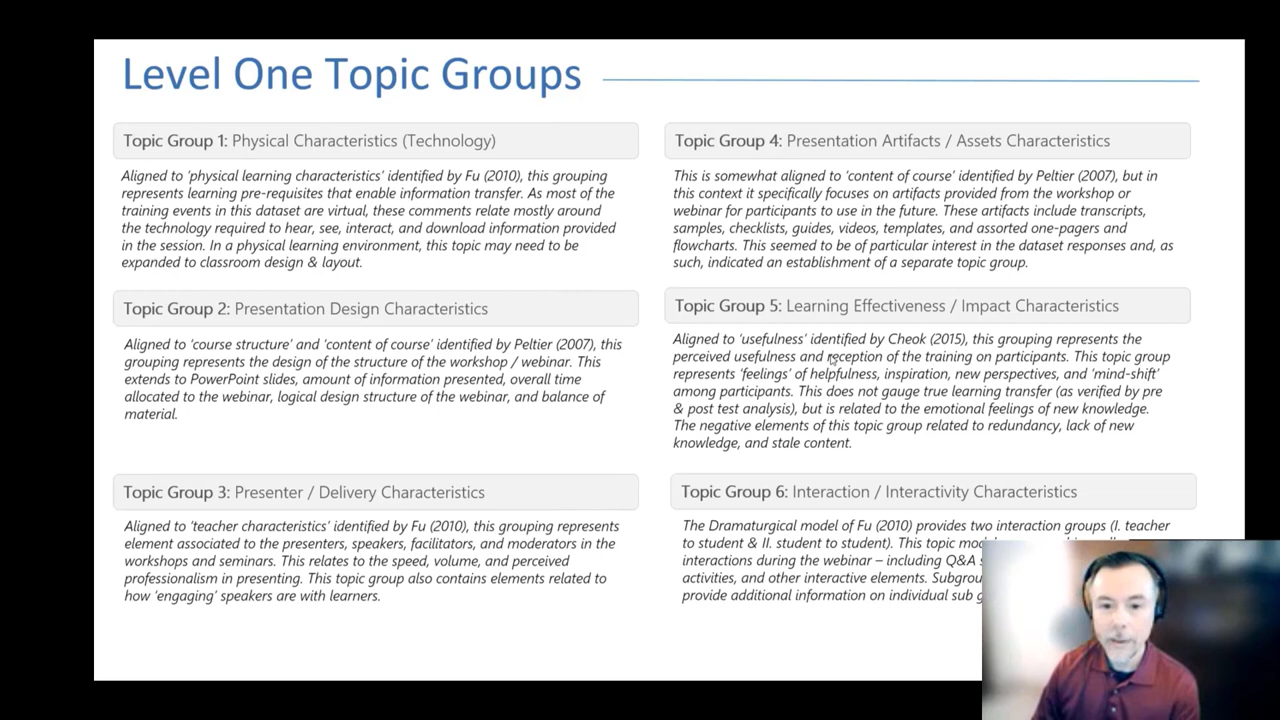 Level One Topic Groups
Topic Group 1: Physical Characteristics (Technology)
Aligned to 'physical learning characteristics' identified by Fu (2010), this grouping
represents learning pre-requisites that enable information transfer. As most of the
training events in this dataset are virtual, these comments relate mostly around
the technology required to hear, see, interact, and download information provided
in the session. In a physical learning environment, this topic may need to be
expanded to classroom design & layout.
Topic Group 2: Presentation Design Characteristics
Aligned to 'course structure' and 'content of course' identified by Peltier (2007), this
grouping represents the design of the structure of the workshop / webinar. This
extends to PowerPoint slides, amount of information presented, overall time
allocated to the webinar, logical design structure of the webinar, and balance of
material.
Topic Group 3: Presenter / Delivery Characteristics
Aligned to 'teacher characteristics' identified by Fu (2010), this grouping represents
element associated to the presenters, speakers, facilitators, and moderators in the
workshops and seminars. This relates to the speed, volume, and perceived
professionalism in presenting. This topic group also contains elements related to
how 'engaging' speakers are with learners.
Topic Group 4: Presentation Artifacts / Assets Characteristics
This is somewhat aligned to 'content of course' identified by Peltier (2007), but in
this context it specifically focuses on artifacts provided from the workshop or
webinar for participants to use in the future. These artifacts include transcripts,
samples, checklists, guides, videos, templates, and assorted one-pagers and
flowcharts. This seemed to be of particular interest in the dataset responses and, as
such, indicated an establishment of a separate topic group.
Topic Group 5: Learning Effectiveness / Impact Characteristics
Aligned to 'usefulness' identified by Cheok (2015), this grouping represents the
perceived usefulness and reception of the training on participants. This topic group
represents 'feelings' of helpfulness, inspiration, new perspectives, and 'mind-shift'
among participants. This does not gauge true learning transfer (as verified by pre
& post test analysis), but is related to the emotional feelings of new knowledge.
The negative elements of this topic group related to redundancy, lack of new
knowledge, and stale content.
Topic Group 6: Interaction / Interactivity Characteristics
The Dramaturgical model of Fu (2010) provides two interaction groups (I. teacher
to student & II. student to student). This topic
interactions during the webinar – including Q&A
activities, and other interactive elements.
provide additional information on individual sub